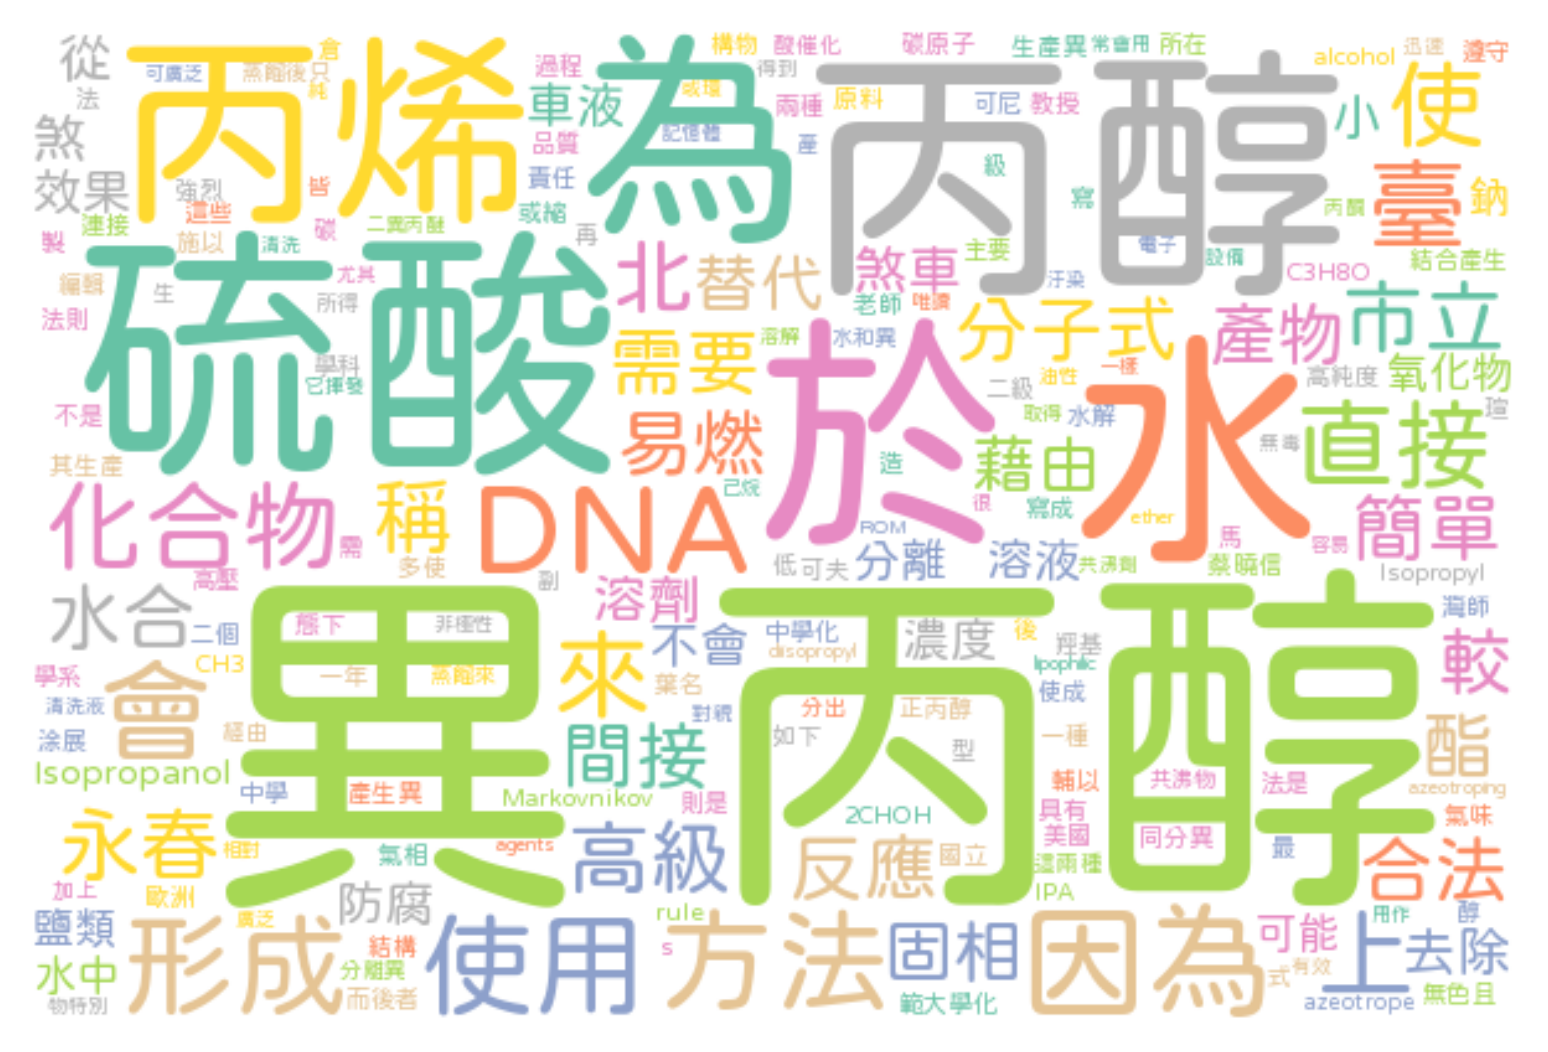 從 丙烯 倉 為 構物 酸催化 碳原子 生產異 常會用 所在 alcohol 迅速 遵守
可廣泛 蒸餾後只 純 過程 得到 丙醇 小 使
法 車液 或環 兩種 原料 可尼 教授
煞 品質 記憶體 產 級 臺 鈉
效果 強烈 皆 責任 寫 丙酮
連接 這些 碳 二異丙醚 或縮
製 施以 清洗 再 北 替代 煞車 主要 電子 設備 C3H8O 結合產生
編輯 生 尤其 硫酸 汙染 市立
法則 所得 老師 唯讀 分子式 產物
學科 它揮發 需要 溶解 水和異 於 一樣 水 高純度 氧化物
不是 易燃 二級 油性 取得 水解 直接 瑄
其生產 造 藉由 無毒
化合物 稱 DNA 己烷 很 寫成 ether 簡單
需 ROM 馬 容易
高壓 多使 副 低 可夫 分離 溶液 共沸劑 蔡曉信 Isopropyl
水合 二個 異 態下 非極性 溶劑 不會 中學化 濃度 後 羥基 丙醇 灣師
學系 CH3 一年 蒸餾來 來 葉名 diisopropyl lipophilic 較
清洗液 會 對親 分出 正丙醇 使成
涂展 経由 間接 如下 型 一種 酯
Isopropanol 中學 產生異 Markovnikov 則是 2CHOH 輔以 共沸物 法是 azeotroping
永春 相對 氣相 agents 高級 反應 國立 具有 美國 同分異 最 氣味
加上 歐洲 防腐 這兩種 IPA 合法
鹽類 廣泛 結構 rule 可能 用作 醇
水中 形成 分離異 使用 s 方法 固相 因為 上 去除
物特別 而後者 範大學化 式 有效 azeotrope 無色且